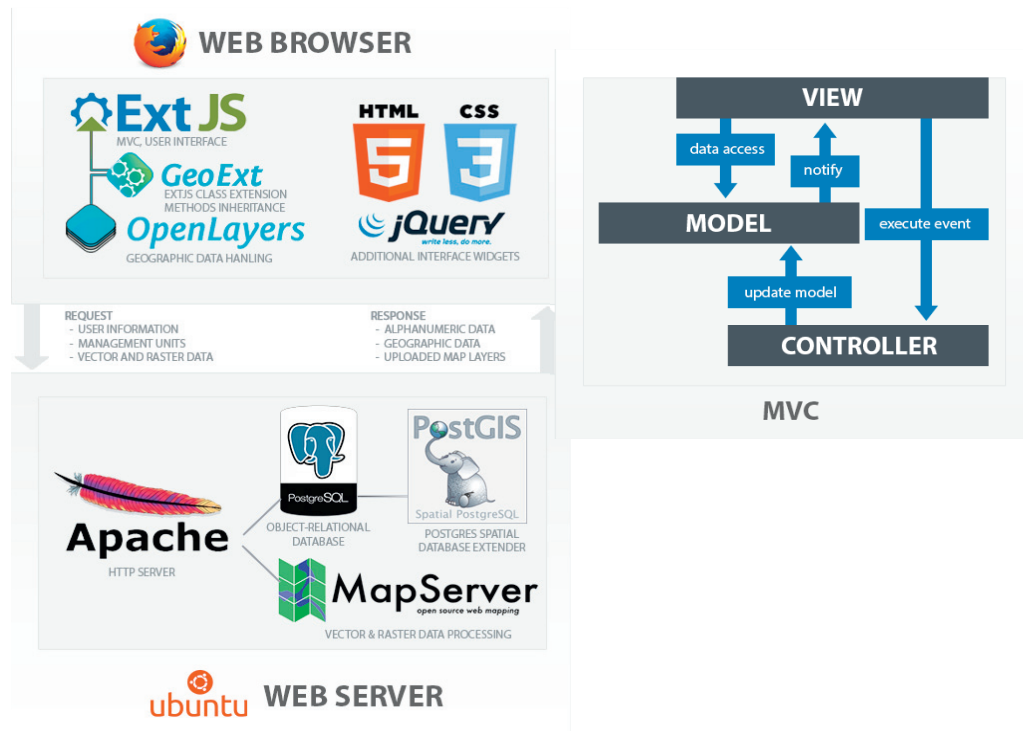 WEB BROWSER
Ext JS
MVC, USER INTERFACE
GeoExt
EXTJS CLASS EXTENSION
METHODS INHERITANCE
OpenLayers
GEOGRAPHIC DATA HANLING
HTML
5
CSS
3
jQuery
write less, do more.
ADDITIONAL INTERFACE WIDGETS
REQUEST
- USER INFORMATION
- MANAGEMENT UNITS
- VECTOR AND RASTER DATA
RESPONSE
- ALPHANUMERIC DATA
- GEOGRAPHIC DATA
- UPLOADED MAP LAYERS
Apache
HTTP SERVER
PostgreSQL
OBJECT-RELATIONAL
DATABASE
PostGIS
Spatial PostgreSQL
POSTGRES SPATIAL
DATABASE EXTENDER
MapServer
open source web mapping
VECTOR & RASTER DATA PROCESSING
ubuntu WEB SERVER
VIEW
data access
notify
MODEL
execute event
update model
CONTROLLER
MVC